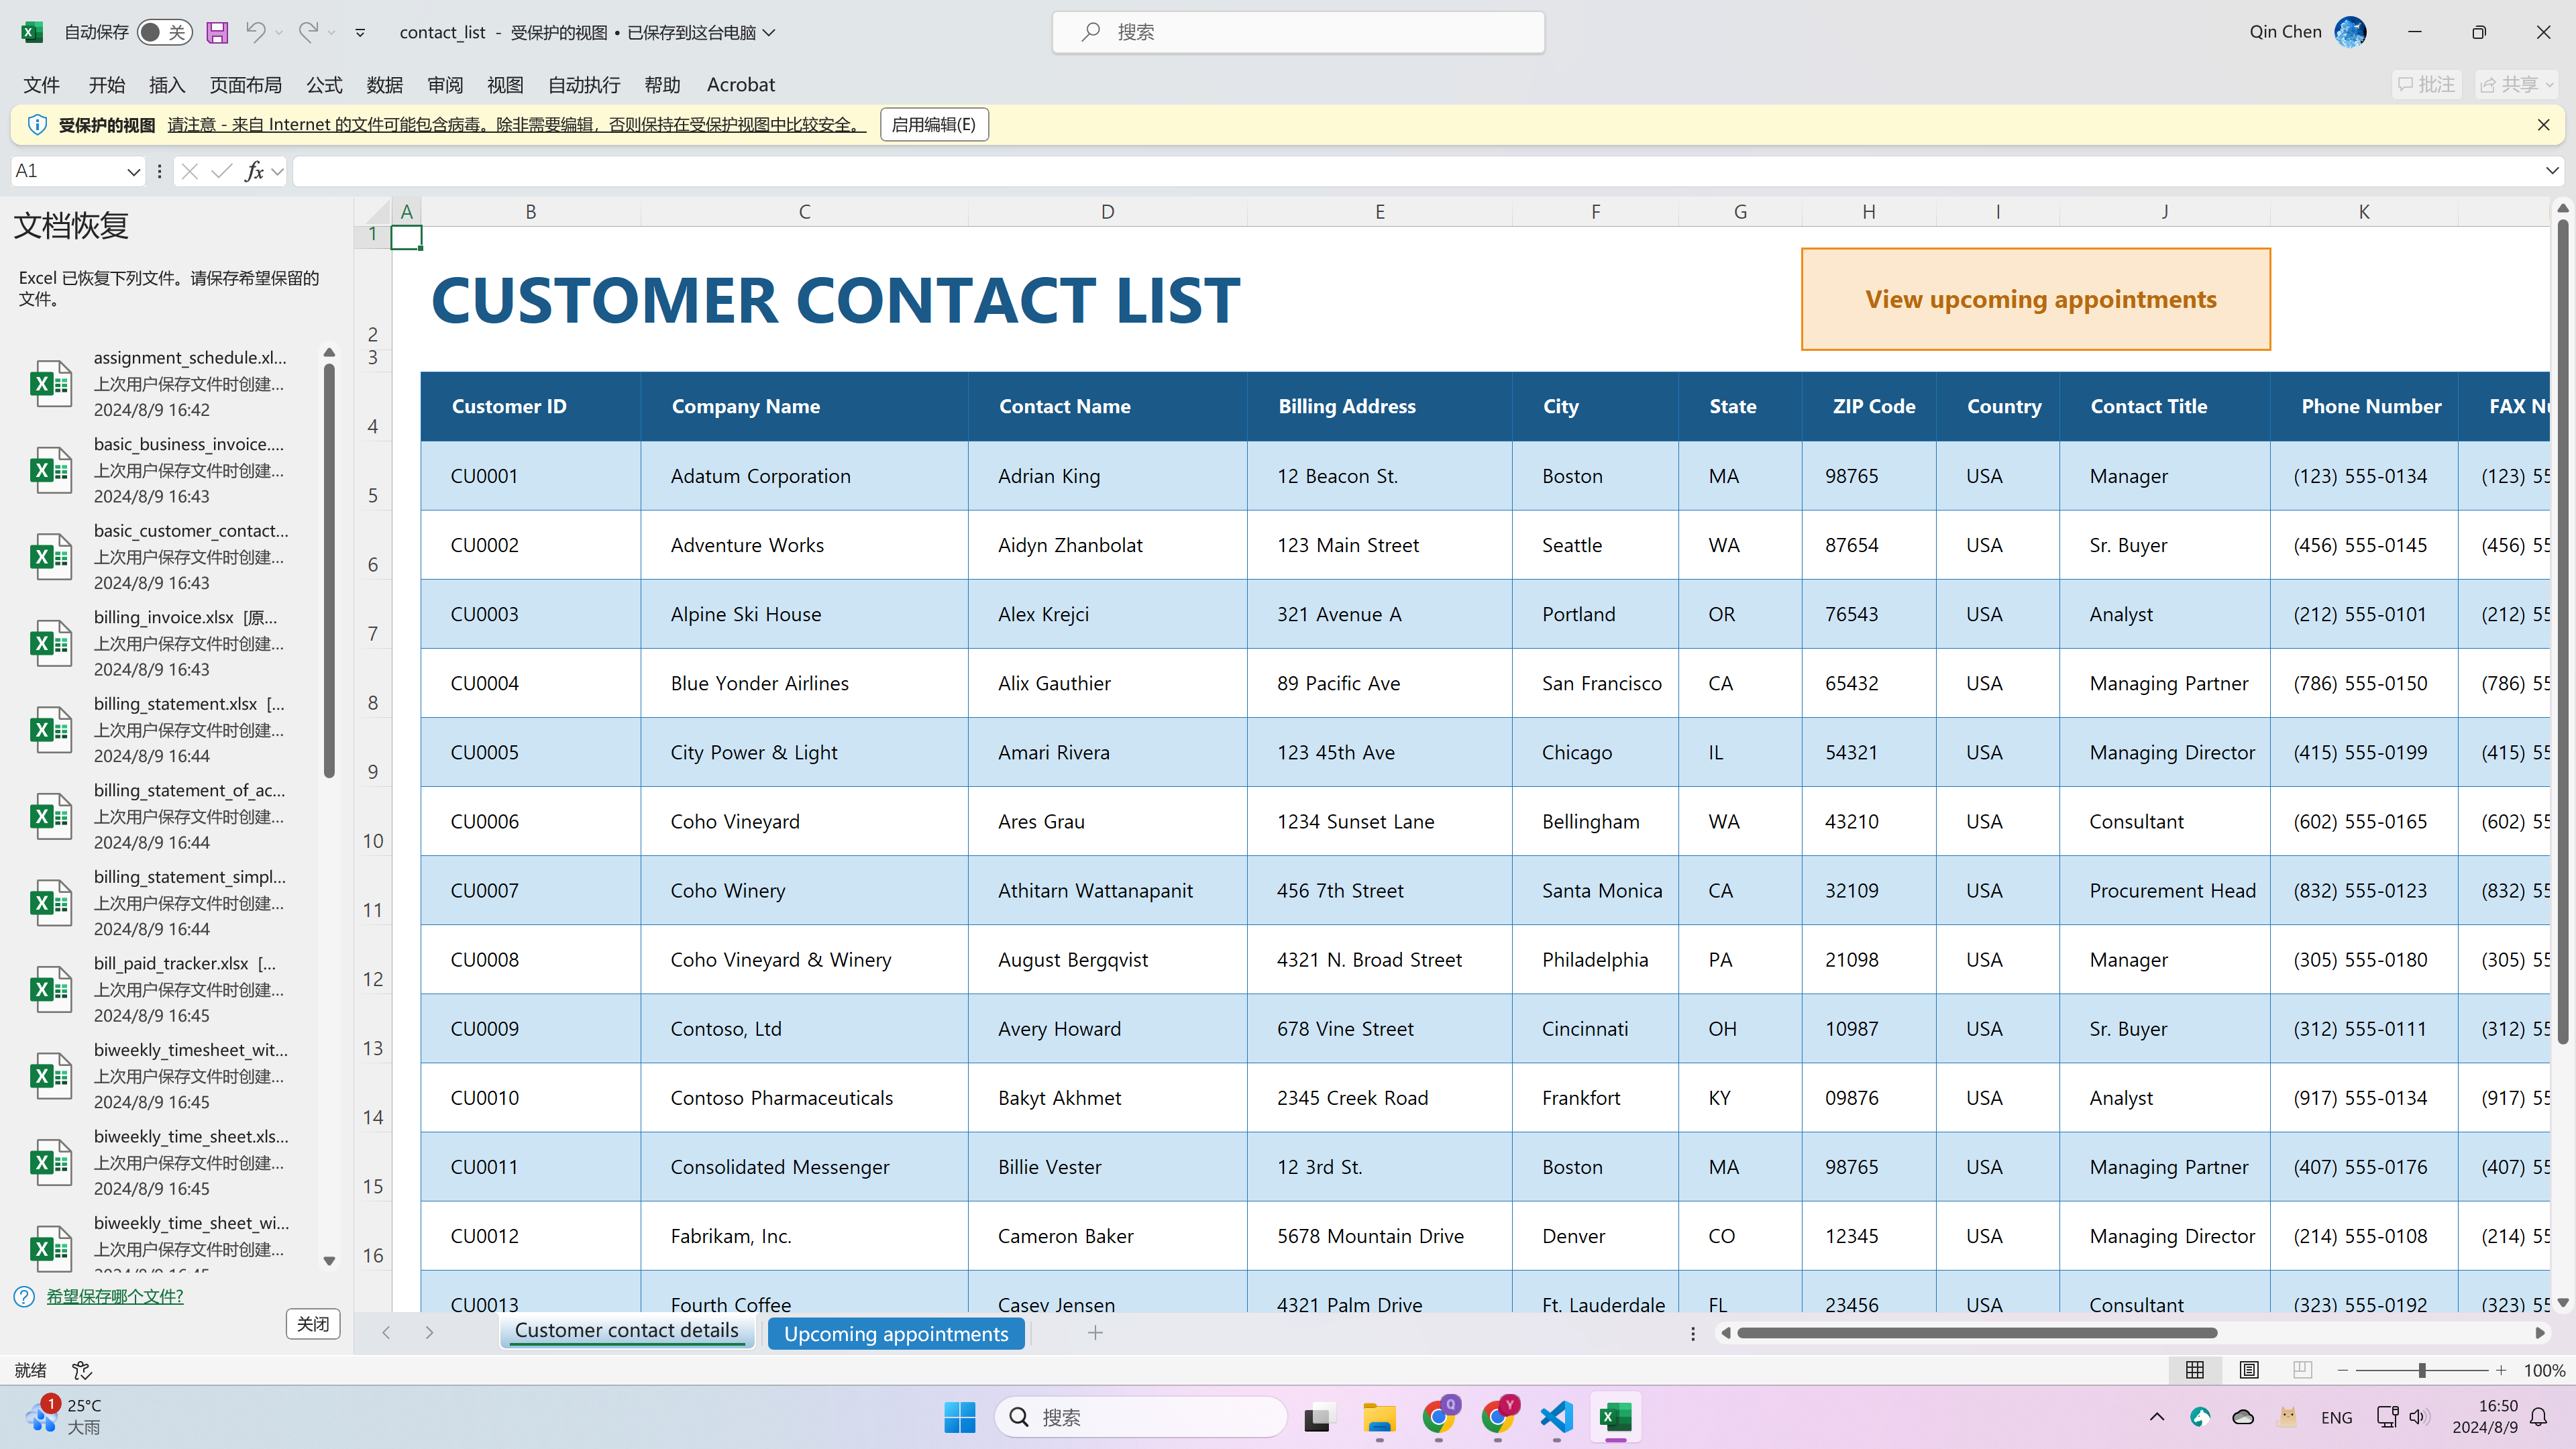 自动保存 关 contact_list - 受保护的视图 • 已保存到这台电脑 搜索 Qin Chen
文件 开始 插入 页面布局 公式 数据 审阅 视图 自动执行 帮助 Acrobat 批注 共享
受保护的视图 请注意 - 来自 Internet 的文件可能包含病毒。除非需要编辑，否则保持在受保护视图中比较安全。 启用编辑(E)
A1 fx
文档恢复
Excel 已恢复下列文件。请保存希望保留的
文件。
assignment_schedule.xl...
上次用户保存文件时创建...
2024/8/9 16:42
basic_business_invoice....
上次用户保存文件时创建...
2024/8/9 16:43
basic_customer_contact...
上次用户保存文件时创建...
2024/8/9 16:43
billing_invoice.xlsx [原...
上次用户保存文件时创建...
2024/8/9 16:43
billing_statement.xlsx [...
上次用户保存文件时创建...
2024/8/9 16:44
billing_statement_of_ac...
上次用户保存文件时创建...
2024/8/9 16:44
billing_statement_simpl...
上次用户保存文件时创建...
2024/8/9 16:44
bill_paid_tracker.xlsx [...
上次用户保存文件时创建...
2024/8/9 16:45
biweekly_timesheet_wit...
上次用户保存文件时创建...
2024/8/9 16:45
biweekly_time_sheet.xls...
上次用户保存文件时创建...
2024/8/9 16:45
biweekly_time_sheet_wi...
上次用户保存文件时创建...
2024/8/9 16:45
希望保存哪个文件?
关闭
A B C D E F G H I J K
1
2 CUSTOMER CONTACT LIST View upcoming appointments
3
4 Customer ID Company Name Contact Name Billing Address City State ZIP Code Country Contact Title Phone Number FAX Nu
5 CU0001 Adatum Corporation Adrian King 12 Beacon St. Boston MA 98765 USA Manager (123) 555-0134 (123) 55
6 CU0002 Adventure Works Aidyn Zhanbolat 123 Main Street Seattle WA 87654 USA Sr. Buyer (456) 555-0145 (456) 55
7 CU0003 Alpine Ski House Alex Krejci 321 Avenue A Portland OR 76543 USA Analyst (212) 555-0101 (212) 55
8 CU0004 Blue Yonder Airlines Alix Gauthier 89 Pacific Ave San Francisco CA 65432 USA Managing Partner (786) 555-0150 (786) 55
9 CU0005 City Power & Light Amari Rivera 123 45th Ave Chicago IL 54321 USA Managing Director (415) 555-0199 (415) 55
10 CU0006 Coho Vineyard Ares Grau 1234 Sunset Lane Bellingham WA 43210 USA Consultant (602) 555-0165 (602) 55
11 CU0007 Coho Winery Athitarn Wattanapanit 456 7th Street Santa Monica CA 32109 USA Procurement Head (832) 555-0123 (832) 55
12 CU0008 Coho Vineyard & Winery August Bergqvist 4321 N. Broad Street Philadelphia PA 21098 USA Manager (305) 555-0180 (305) 55
13 CU0009 Contoso, Ltd Avery Howard 678 Vine Street Cincinnati OH 10987 USA Sr. Buyer (312) 555-0111 (312) 55
14 CU0010 Contoso Pharmaceuticals Bakyt Akhmet 2345 Creek Road Frankfort KY 09876 USA Analyst (917) 555-0134 (917) 55
15 CU0011 Consolidated Messenger Billie Vester 12 3rd St. Boston MA 98765 USA Managing Partner (407) 555-0176 (407) 55
16 CU0012 Fabrikam, Inc. Cameron Baker 5678 Mountain Drive Denver CO 12345 USA Managing Director (214) 555-0108 (214) 55
CU0013 Fourth Coffee Casey Jensen 4321 Palm Drive Ft. Lauderdale FL 23456 USA Consultant (323) 555-0192 (323) 55
Customer contact details Upcoming appointments
就绪 100%
1 25°C
大雨
搜索 Q Y ENG 16:50
2024/8/9